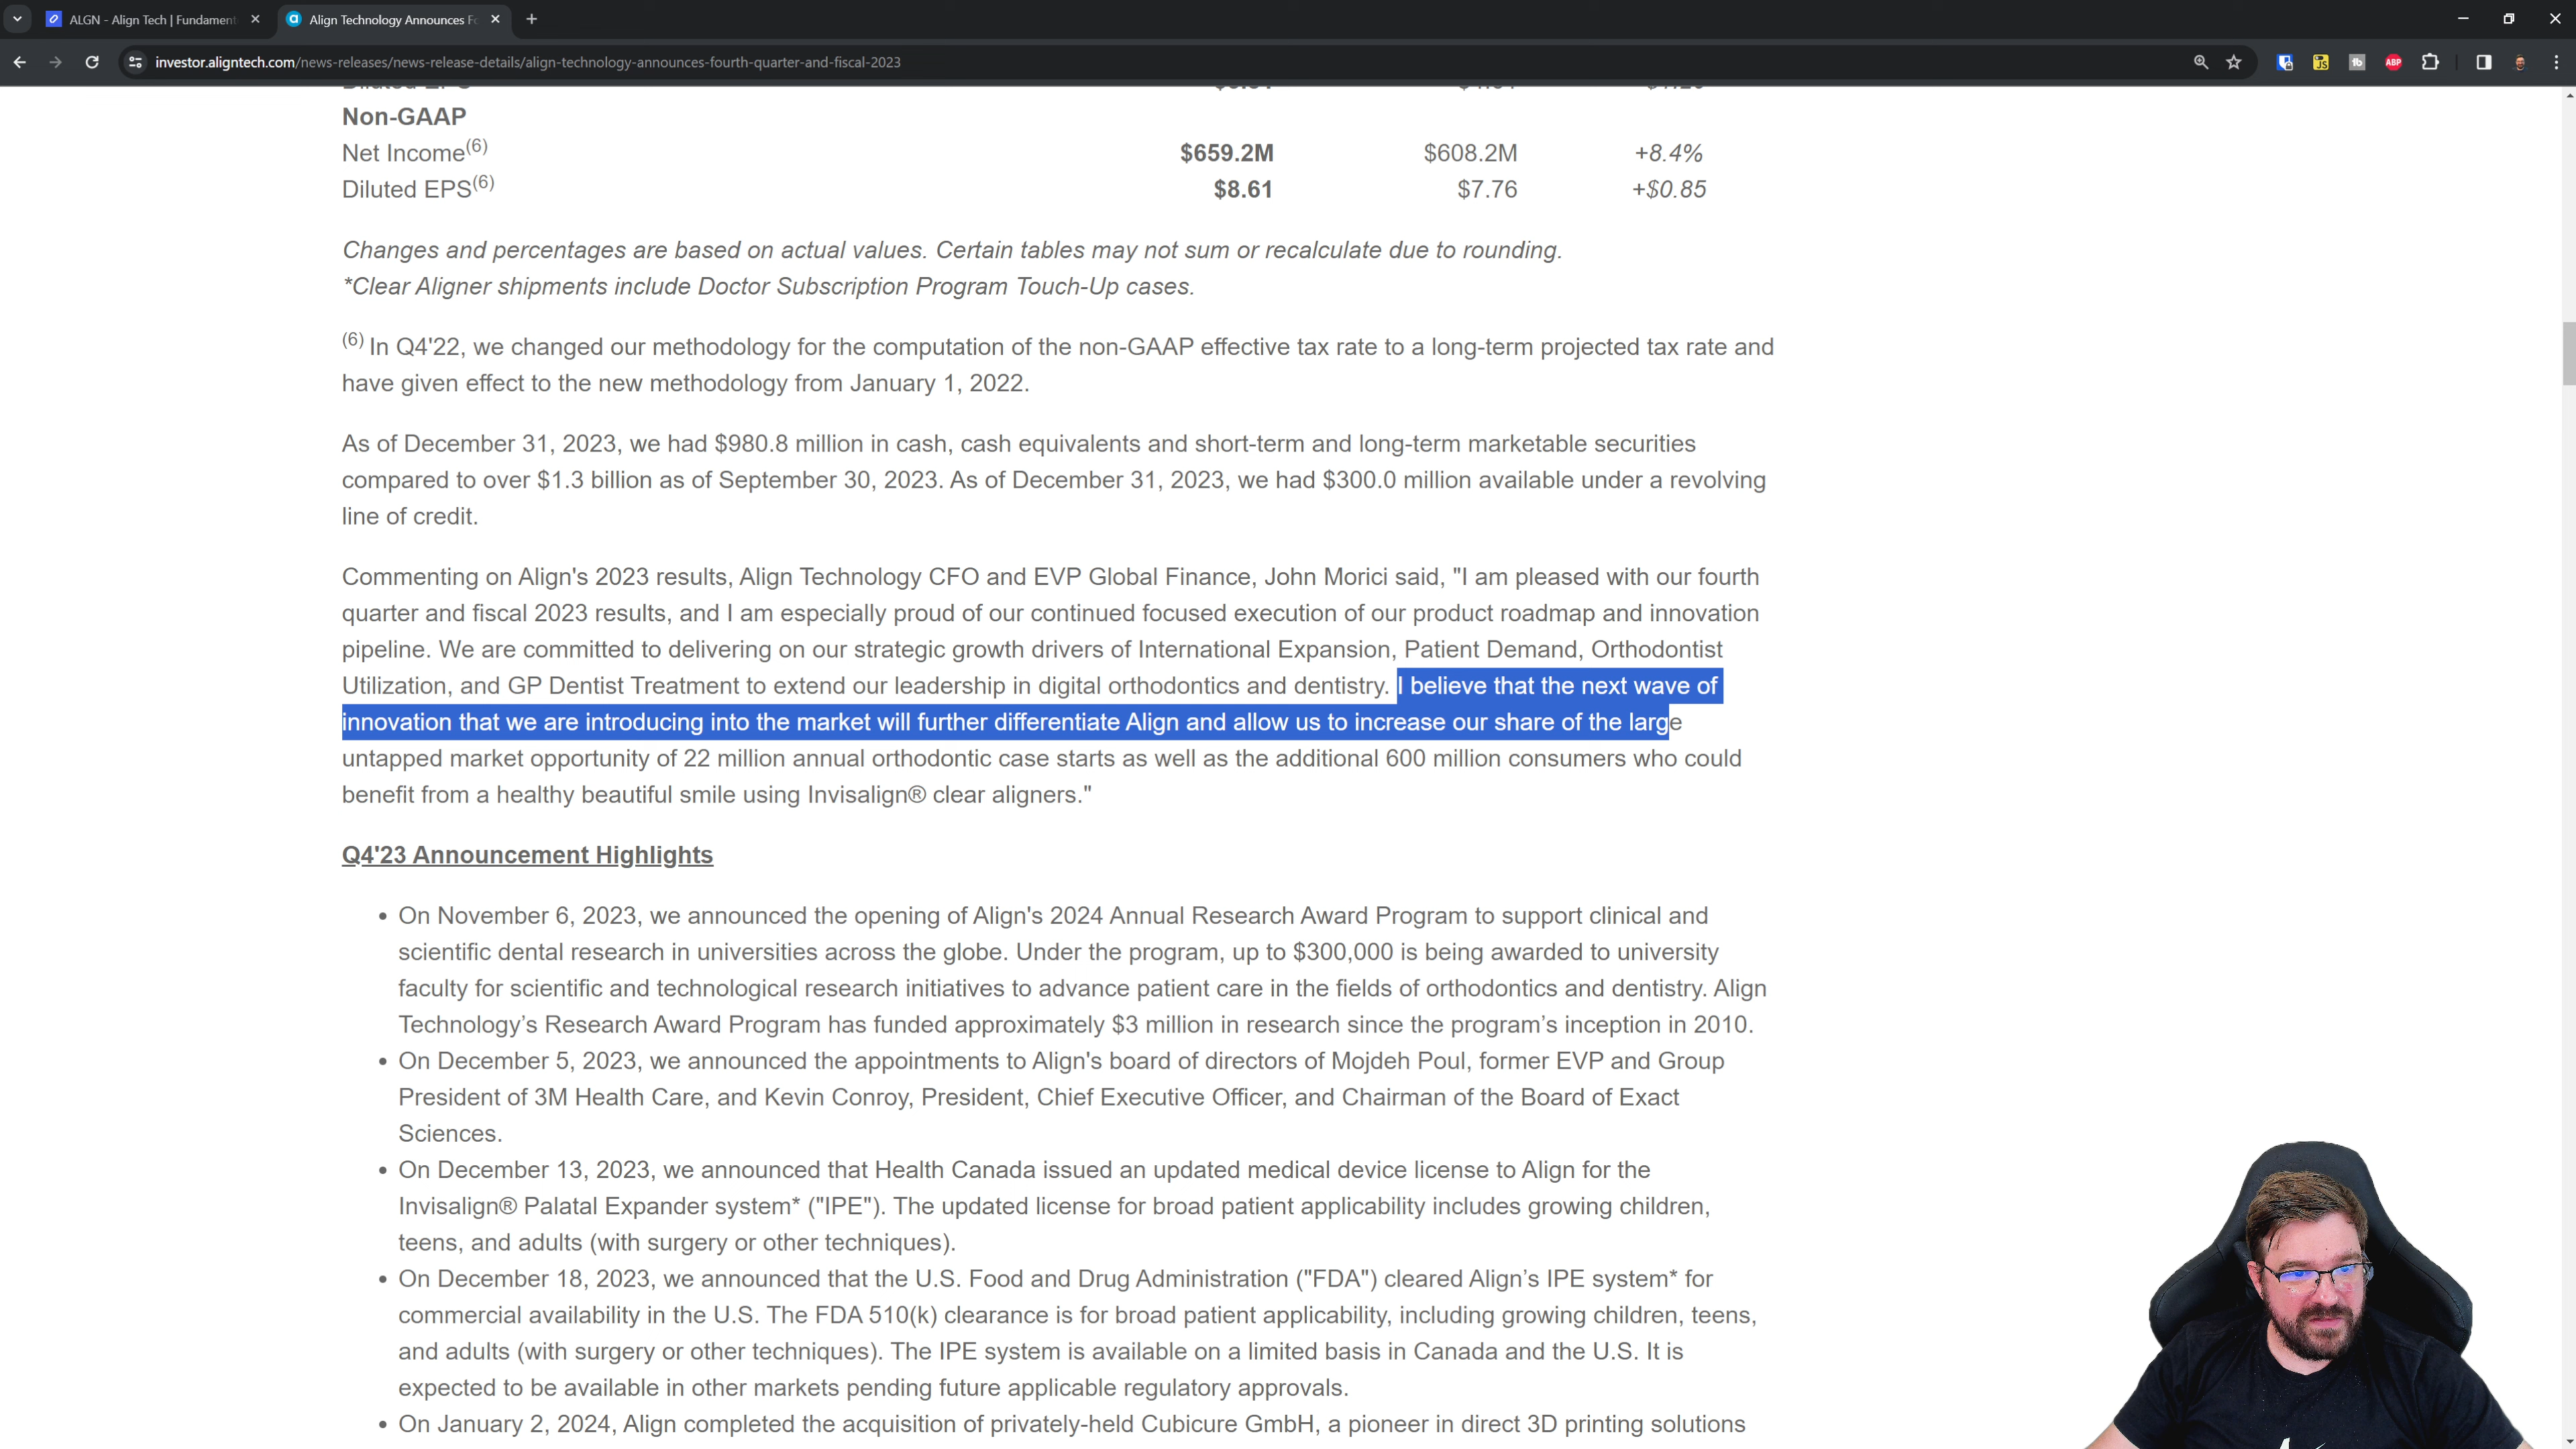 ALGN - Align Tech | Fundament
Align Technology Announces Fo
investor.aligntech.com/news-releases/news-release-details/align-technology-announces-fourth-quarter-and-fiscal-2023
Non-GAAP
Net Income(6) $659.2M $608.2M +8.4%
Diluted EPS(6) $8.61 $7.76 +$0.85
Changes and percentages are based on actual values. Certain tables may not sum or recalculate due to rounding.
*Clear Aligner shipments include Doctor Subscription Program Touch-Up cases.
(6) In Q4'22, we changed our methodology for the computation of the non-GAAP effective tax rate to a long-term projected tax rate and
have given effect to the new methodology from January 1, 2022.
As of December 31, 2023, we had $980.8 million in cash, cash equivalents and short-term and long-term marketable securities
compared to over $1.3 billion as of September 30, 2023. As of December 31, 2023, we had $300.0 million available under a revolving
line of credit.
Commenting on Align's 2023 results, Align Technology CFO and EVP Global Finance, John Morici said, "I am pleased with our fourth
quarter and fiscal 2023 results, and I am especially proud of our continued focused execution of our product roadmap and innovation
pipeline. We are committed to delivering on our strategic growth drivers of International Expansion, Patient Demand, Orthodontist
Utilization, and GP Dentist Treatment to extend our leadership in digital orthodontics and dentistry. I believe that the next wave of
innovation that we are introducing into the market will further differentiate Align and allow us to increase our share of the large
untapped market opportunity of 22 million annual orthodontic case starts as well as the additional 600 million consumers who could
benefit from a healthy beautiful smile using Invisalign® clear aligners."
Q4'23 Announcement Highlights
• On November 6, 2023, we announced the opening of Align's 2024 Annual Research Award Program to support clinical and
scientific dental research in universities across the globe. Under the program, up to $300,000 is being awarded to university
faculty for scientific and technological research initiatives to advance patient care in the fields of orthodontics and dentistry. Align
Technology’s Research Award Program has funded approximately $3 million in research since the program’s inception in 2010.
• On December 5, 2023, we announced the appointments to Align's board of directors of Mojdeh Poul, former EVP and Group
President of 3M Health Care, and Kevin Conroy, President, Chief Executive Officer, and Chairman of the Board of Exact
Sciences.
• On December 13, 2023, we announced that Health Canada issued an updated medical device license to Align for the
Invisalign® Palatal Expander system* ("IPE"). The updated license for broad patient applicability includes growing children,
teens, and adults (with surgery or other techniques).
• On December 18, 2023, we announced that the U.S. Food and Drug Administration ("FDA") cleared Align’s IPE system* for
commercial availability in the U.S. The FDA 510(k) clearance is for broad patient applicability, including growing children, teens,
and adults (with surgery or other techniques). The IPE system is available on a limited basis in Canada and the U.S. It is
expected to be available in other markets pending future applicable regulatory approvals.
• On January 2, 2024, Align completed the acquisition of privately-held Cubicure GmbH, a pioneer in direct 3D printing solutions